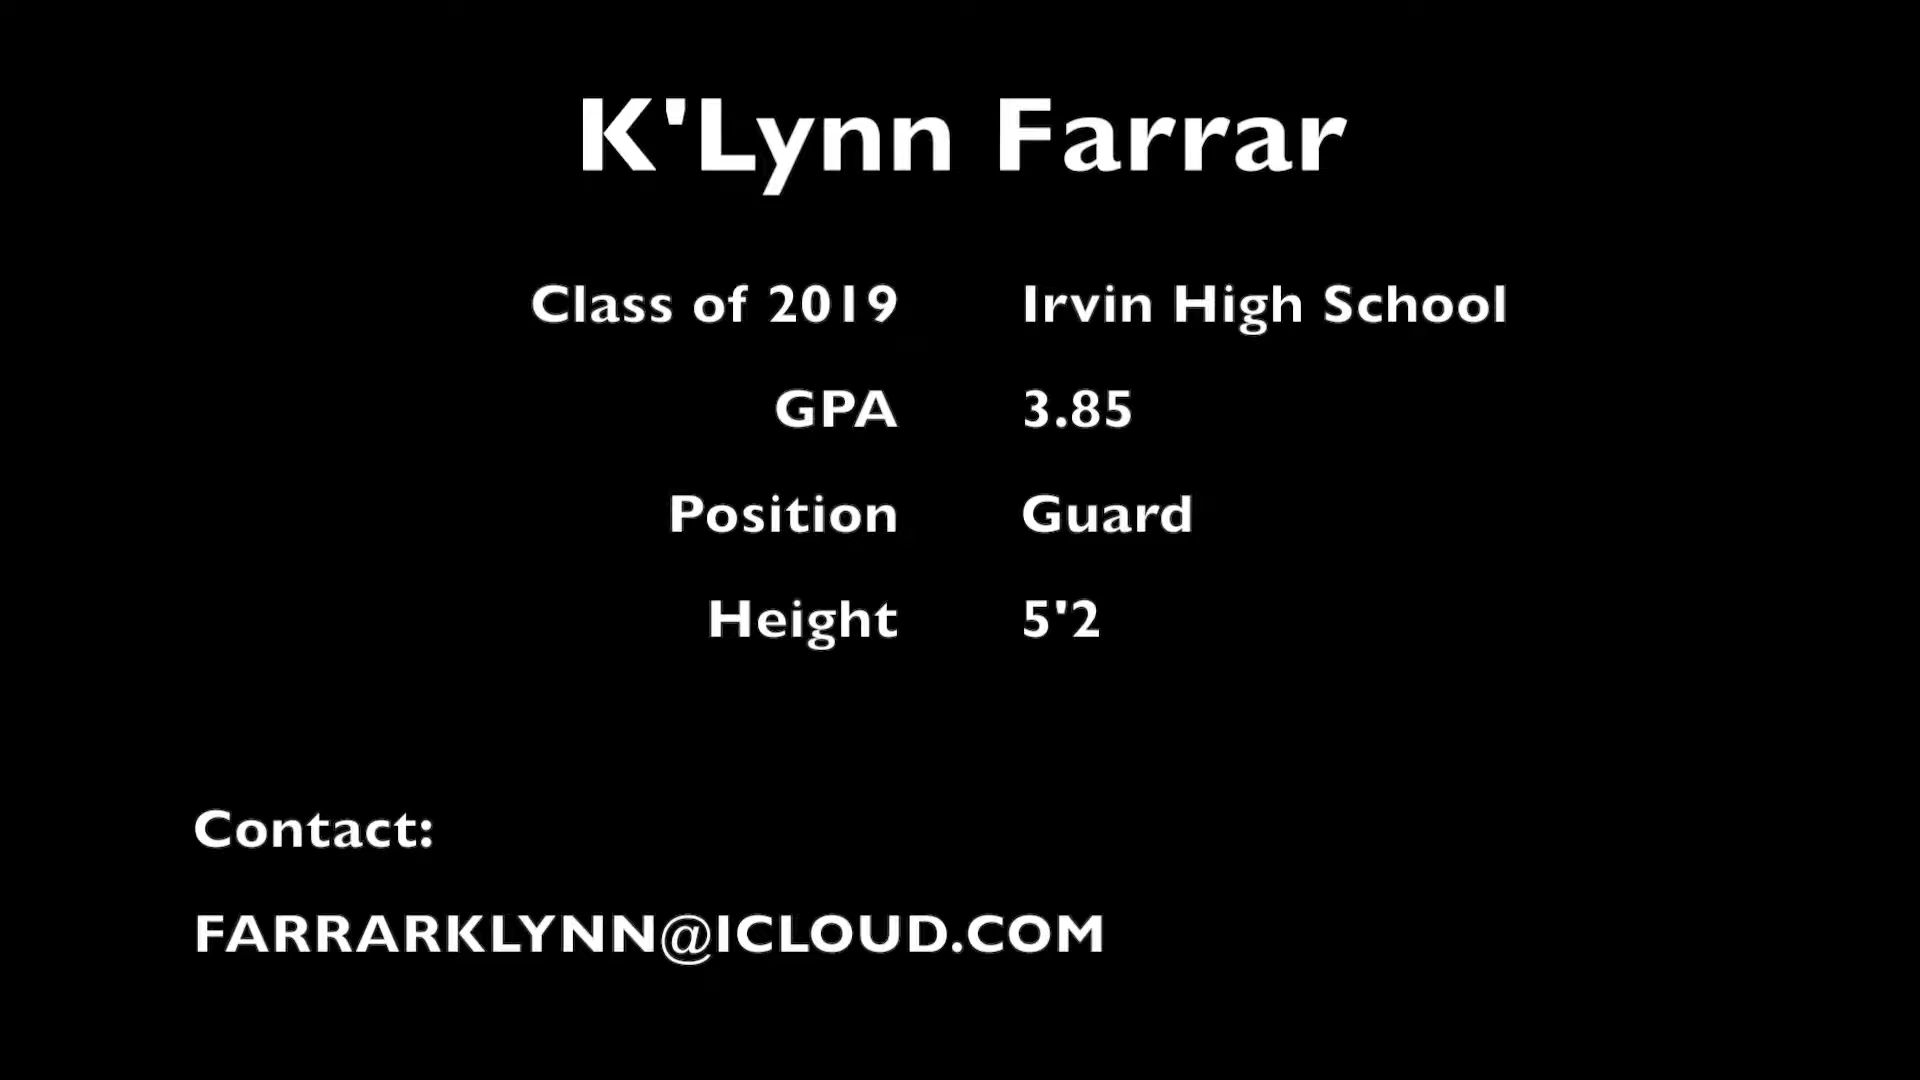 K'Lynn Farrar
Class of 2019 Irvin High School
GPA 3.85
Position Guard
Height 5'2
Contact:
FARRARKLYNN@ICLOUD.COM